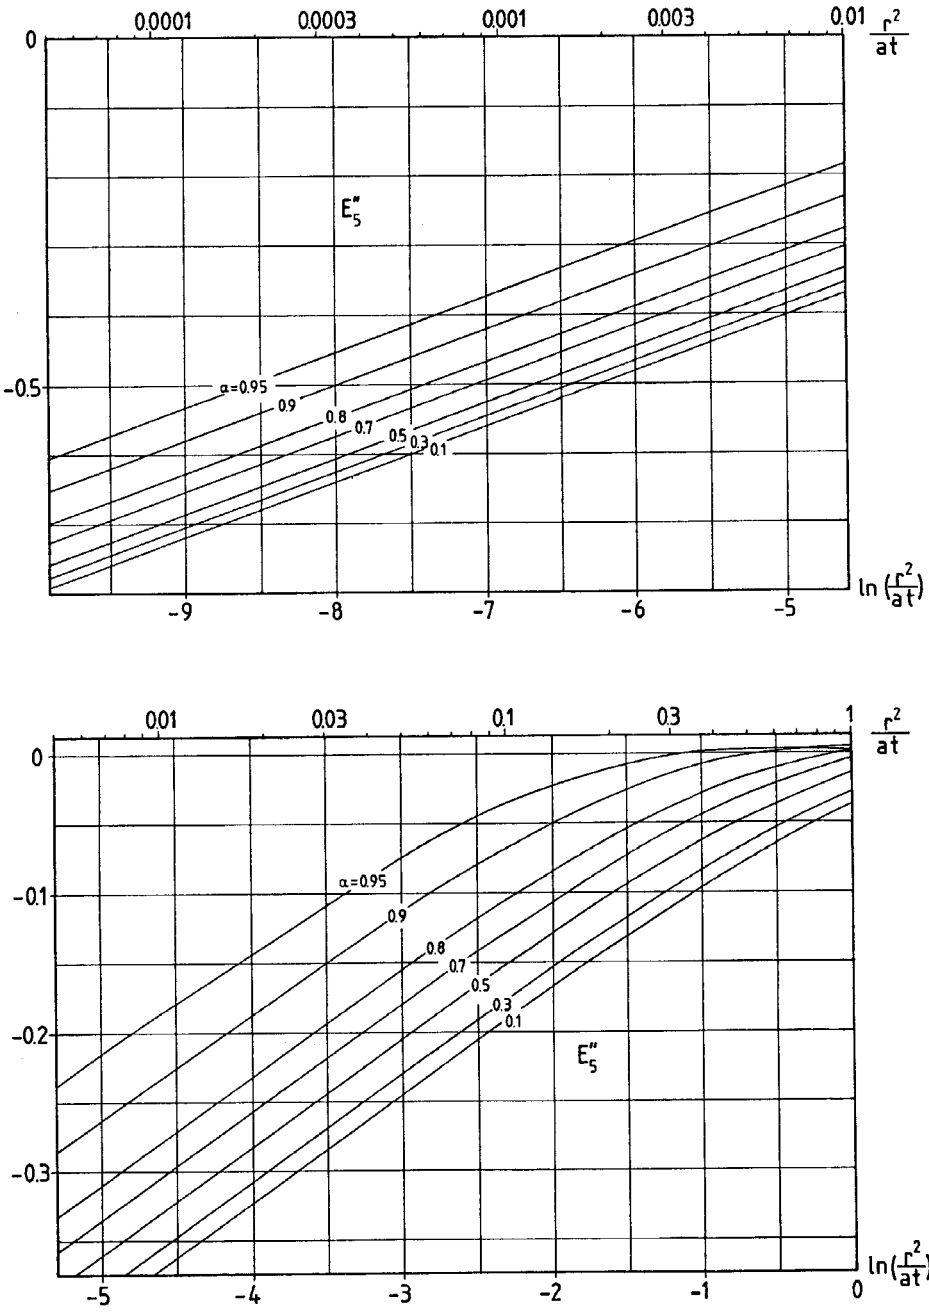 0.0001 0.0003 0.001 0.003 0.01 r²/at
0
E₅″
-0.5
α=0.95
0.9
0.8
0.7
0.5
0.3
0.1
-9 -8 -7 -6 -5 ln(r²/at)
0.01 0.03 0.1 0.3 1 r²/at
0
α=0.95
-0.1
0.9
0.8
0.7
0.5
0.3
0.1
-0.2
E₅″
-0.3
-5 -4 -3 -2 -1 0 ln(r²/at)